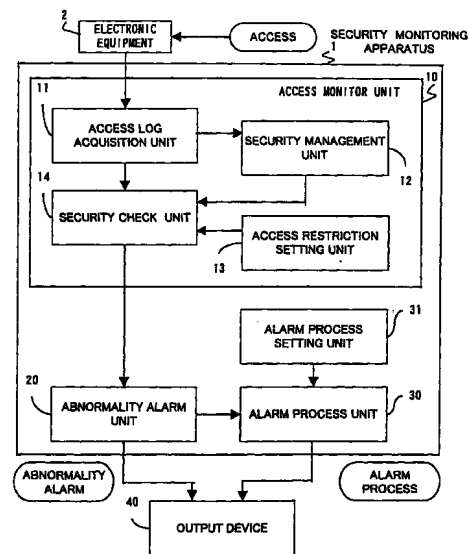 2
ELECTRONIC
EQUIPMENT
ACCESS
SECURITY MONITORING
APPARATUS
1
10
ACCESS MONITOR UNIT
11
ACCESS LOG
ACQUISITION UNIT
SECURITY MANAGEMENT
UNIT
12
14
SECURITY CHECK UNIT
ACCESS RESTRICTION
SETTING UNIT
13
31
ALARM PROCESS
SETTING UNIT
20
ABNORMALITY ALARM
UNIT
ALARM PROCESS UNIT
30
ABNORMALITY
ALARM
ALARM
PROCESS
40
OUTPUT DEVICE